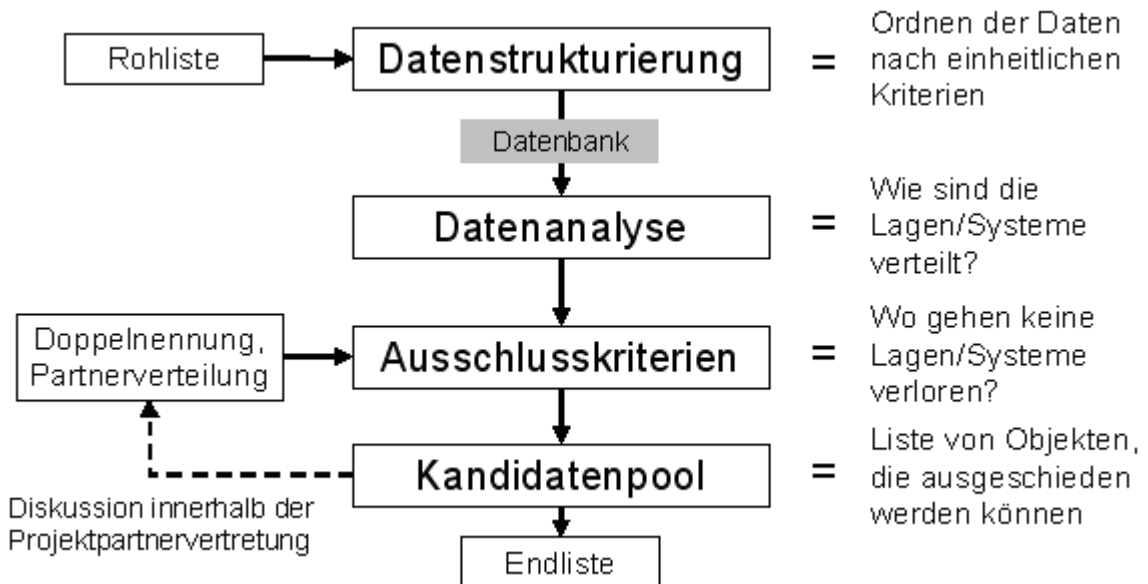 Rohliste
Datenstrukturierung
=
Ordnen der Daten
nach einheitlichen
Kriterien
Datenbank
Datenanalyse
=
Wie sind die
Lagen/Systeme
verteilt?
Doppelnennung,
Partnerverteilung
Ausschlusskriterien
=
Wo gehen keine
Lagen/Systeme
verloren?
Kandidatenpool
=
Liste von Objekten,
die ausgeschieden
werden können
Diskussion innerhalb der
Projektpartnervertretung
Endliste